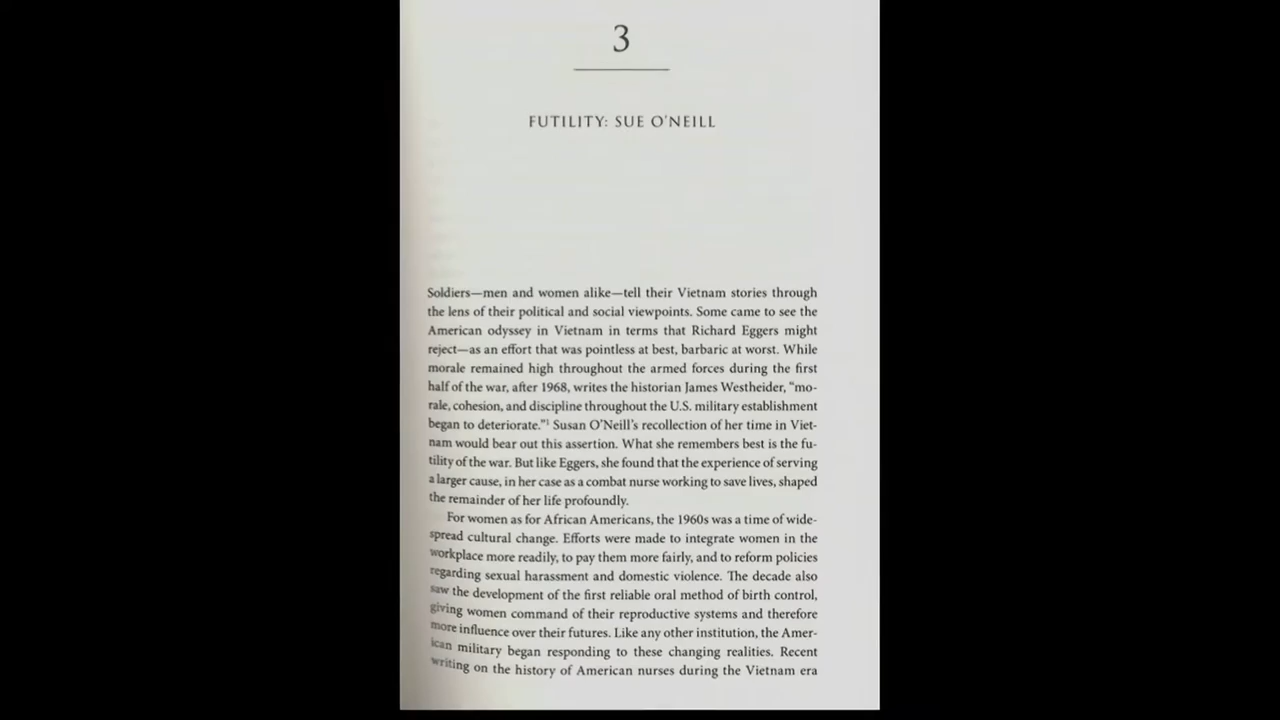 3
FUTILITY: SUE O'NEILL
Soldiers—men and women alike—tell their Vietnam stories through
the lens of their political and social viewpoints. Some came to see the
American odyssey in Vietnam in terms that Richard Eggers might
reject—as an effort that was pointless at best, barbaric at worst. While
morale remained high throughout the armed forces during the first
half of the war, after 1968, writes the historian James Westheider, “mo-
rale, cohesion, and discipline throughout the U.S. military establishment
began to deteriorate.”¹ Susan O’Neill’s recollection of her time in Viet-
nam would bear out this assertion. What she remembers best is the fu-
tility of the war. But like Eggers, she found that the experience of serving
a larger cause, in her case as a combat nurse working to save lives, shaped
the remainder of her life profoundly.
For women as for African Americans, the 1960s was a time of wide-
spread cultural change. Efforts were made to integrate women in the
workplace more readily, to pay them more fairly, and to reform policies
regarding sexual harassment and domestic violence. The decade also
saw the development of the first reliable oral method of birth control,
giving women command of their reproductive systems and therefore
more influence over their futures. Like any other institution, the Amer-
ican military began responding to these changing realities. Recent
writing on the history of American nurses during the Vietnam era